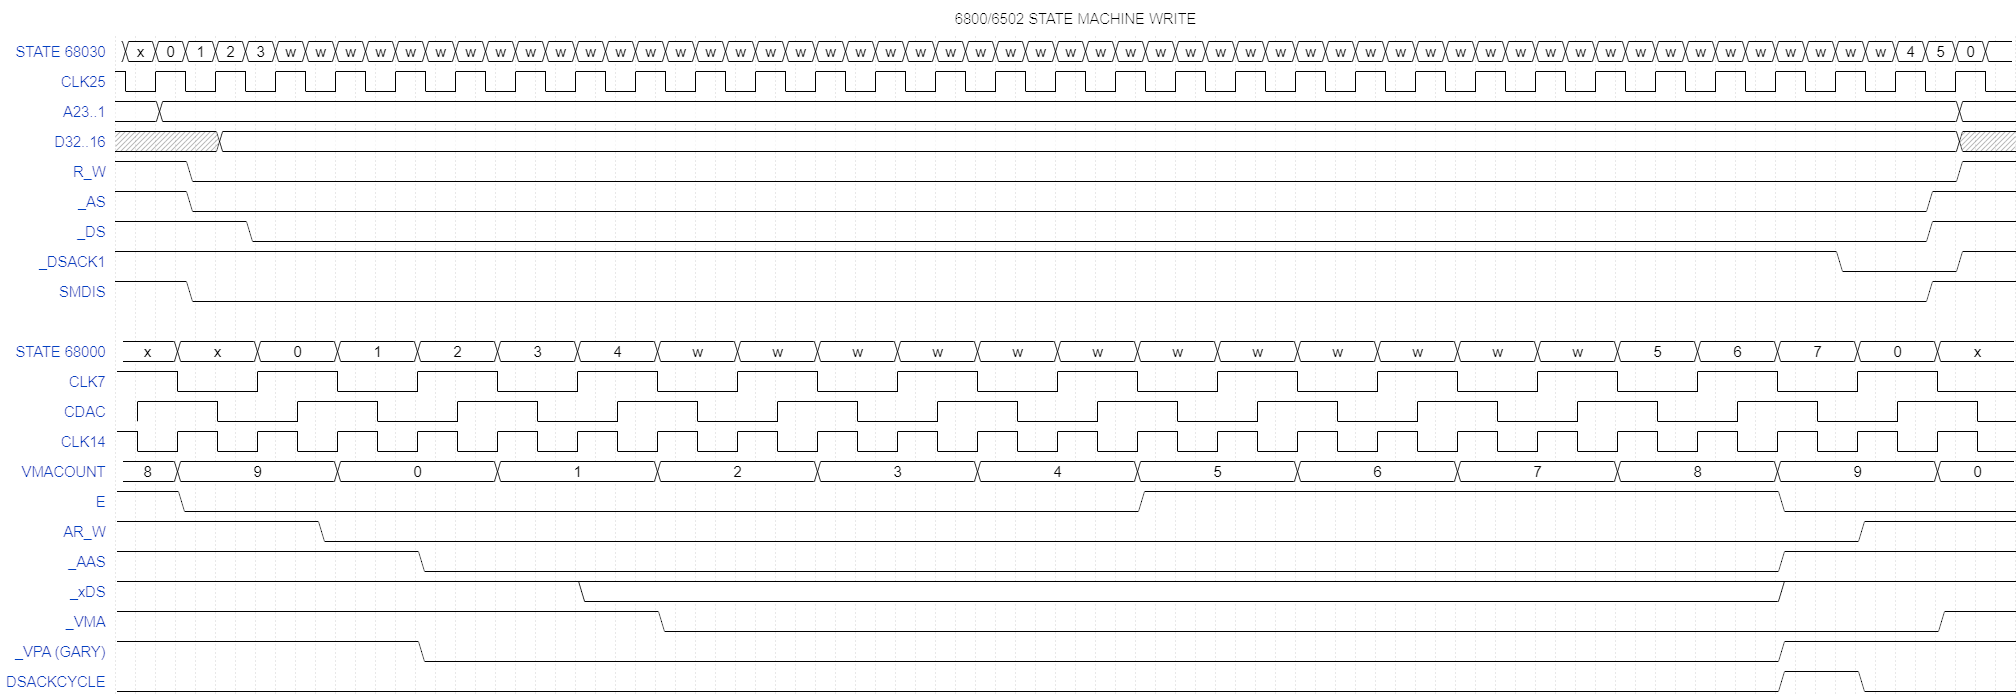 6800/6502 STATE MACHINE WRITE
STATE 68030 x 0 1 2 3 w w w w w w w w w w w w w w w w w w w w w w w w w w w w w w w w w w w w w w w w w w w w w w w w w w w w w w 4 5 0
CLK25
A23..1
D32..16
R_W
_AS
_DS
_DSACK1
SMDIS
STATE 68000 x x 0 1 2 3 4 w w w w w w w w w w w w 5 6 7 0 x
CLK7
CDAC
CLK14
VMACOUNT 8 9 0 1 2 3 4 5 6 7 8 9 0
E
AR_W
_AAS
_xDS
_VMA
_VPA (GARY)
DSACKCYCLE